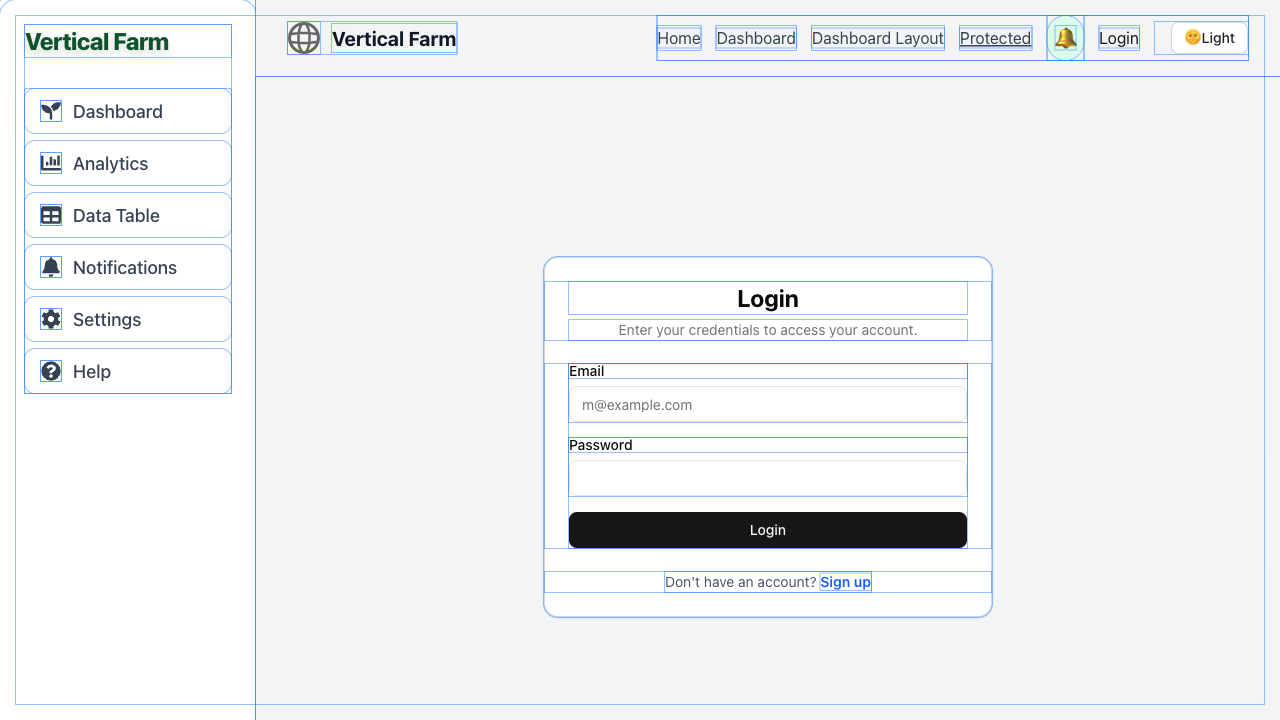 Vertical Farm
Dashboard
Analytics
Data Table
Notifications
Settings
Help
Vertical Farm
Home
Dashboard
Dashboard Layout
Protected
Login
Light
Login
Enter your credentials to access your account.
Email
m@example.com
Password
Login
Don't have an account? Sign up